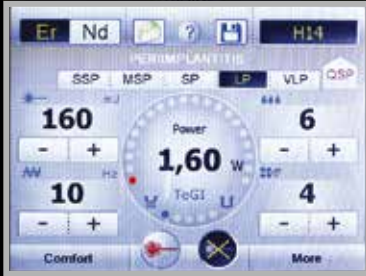 Er Nd ? H14
PERIIMPLANTITIS
SSP MSP SP LP VLP QSP
mJ
160
- +
Hz
10
- +
Power
1,60 W
TeGI
6
- +
4
- +
Comfort More